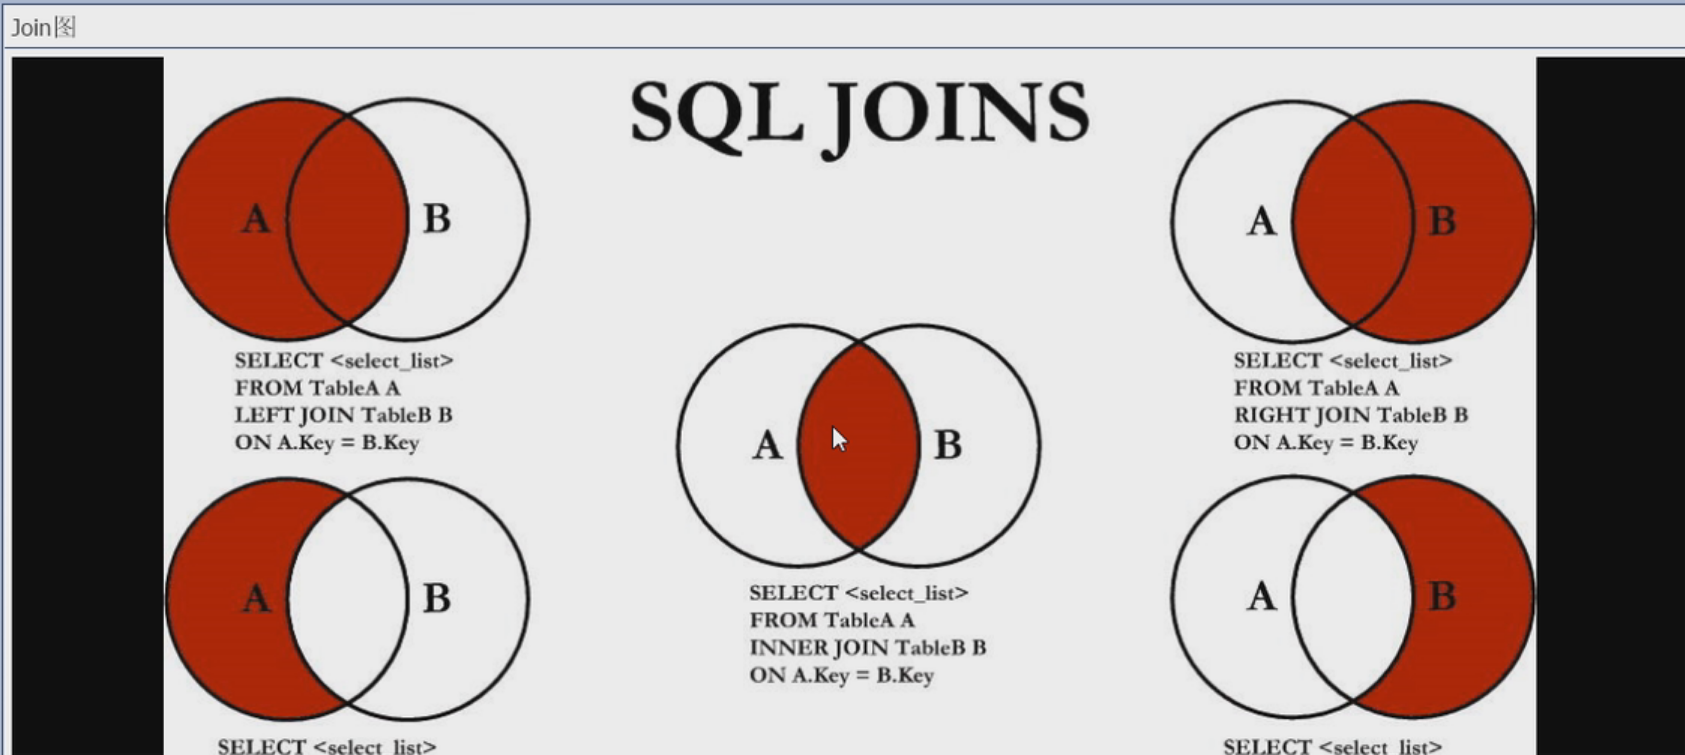 Join图
SQL JOINS
A
B
SELECT <select_list>
FROM TableA A
LEFT JOIN TableB B
ON A.Key = B.Key
A
B
SELECT <select_list>
FROM TableA A
RIGHT JOIN TableB B
ON A.Key = B.Key
A
B
SELECT <select_list>
FROM TableA A
INNER JOIN TableB B
ON A.Key = B.Key
A
B
SELECT <select_list>
A
B
SELECT <select_list>